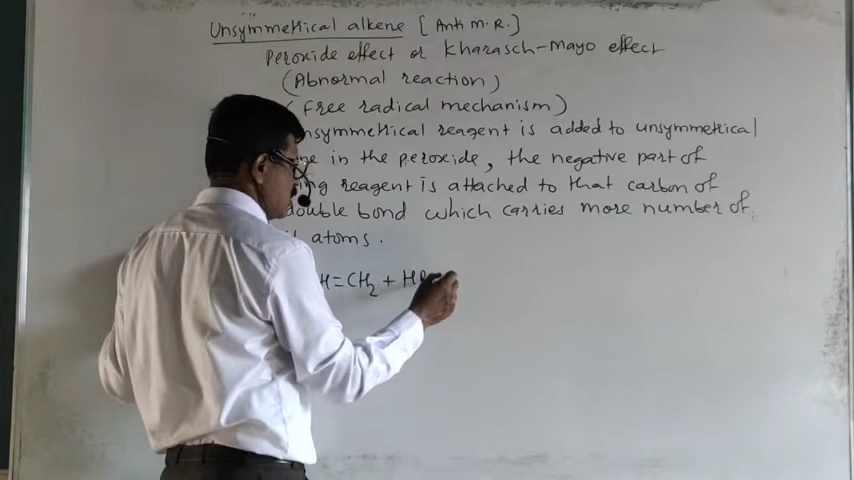 Unsymmetrical alkene [Anti M.R.]
Peroxide effect or Kharasch-Mayo effect
(Abnormal reaction)
(Free radical mechanism)
unsymmetrical reagent is added to unsymmetrical
in the peroxide, the negative part of
reagent is attached to that carbon of
double bond which carries more number of
atoms.
H=CH2 + HB